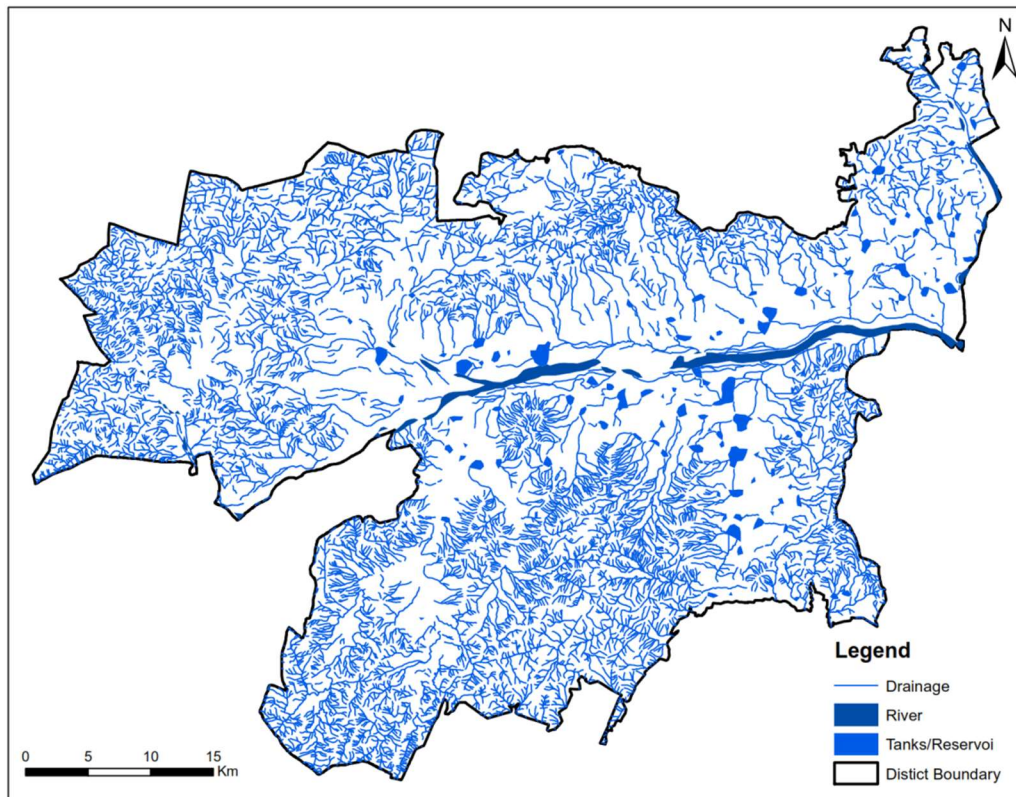 N
Legend
Drainage
River
Tanks/Reservoi
Distict Boundary
0 5 10 15
Km